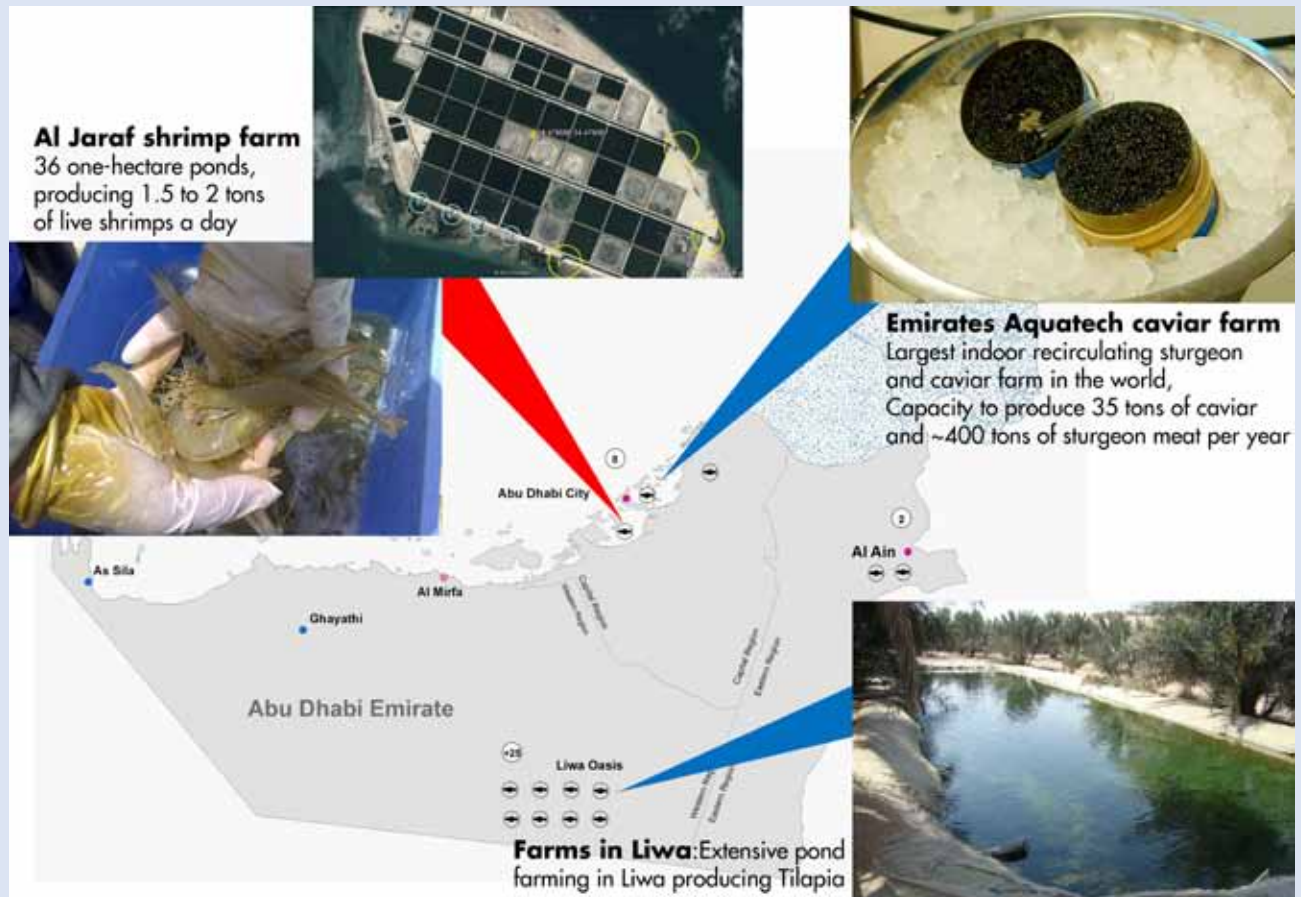 Al Jaraf shrimp farm
36 one-hectare ponds,
producing 1.5 to 2 tons
of live shrimps a day
Emirates Aquatech caviar farm
Largest indoor recirculating sturgeon
and caviar farm in the world,
Capacity to produce 35 tons of caviar
and ~400 tons of sturgeon meat per year
Abu Dhabi City
2
Al Ain
As Sila
Al Mirfa
Capital Region
Western Region
Ghayathi
Capital Region
Eastern Region
Abu Dhabi Emirate
+25
Liwa Oasis
Eastern Region
Farms in Liwa:Extensive pond
farming in Liwa producing Tilapia